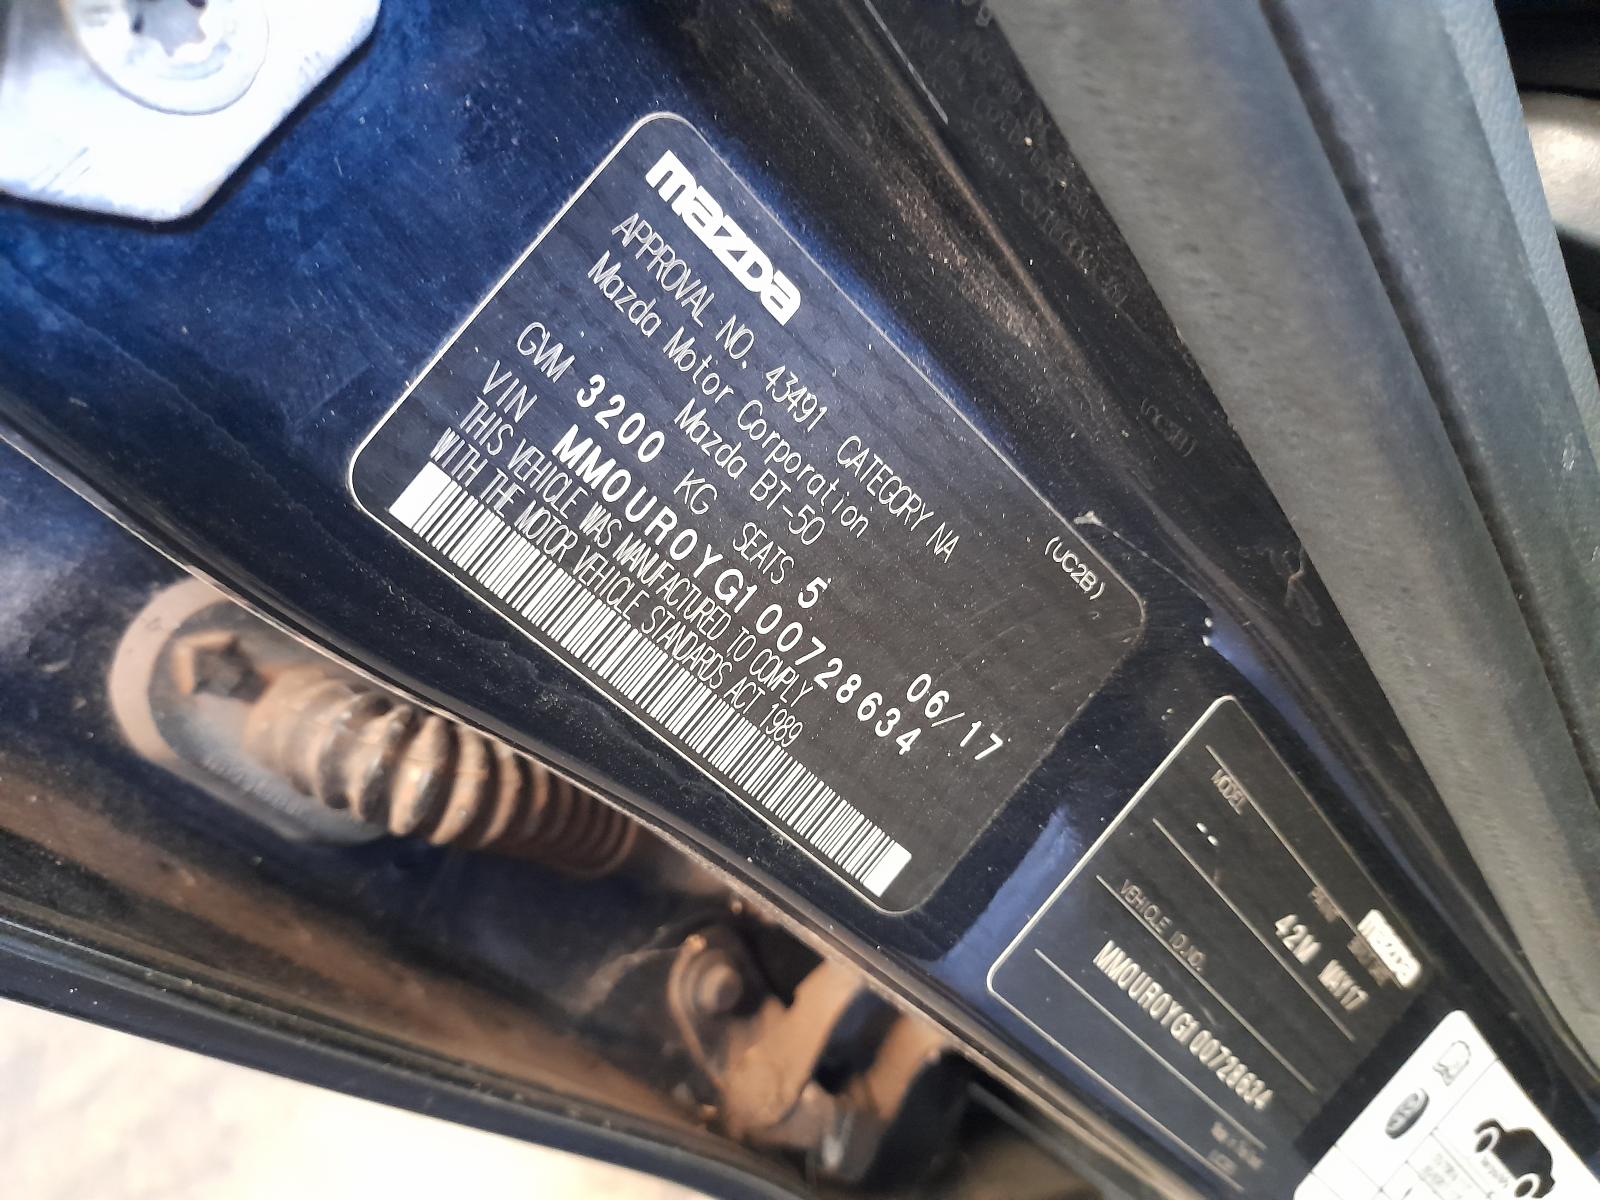 mazda
APPROVAL NO. 43491 CATEGORY NA
Mazda Motor Corporation
Mazda BT-50 (UC2B)
GVM 3200 KG SEATS 5
VIN MM0UR0YG100728634 06/17
THIS VEHICLE WAS MANUFACTURED TO COMPLY
WITH THE MOTOR VEHICLE STANDARDS ACT 1989
mazda
MODEL
42M MAY17
VEHICLE I.D.NO.
MM0UR0YG100728634